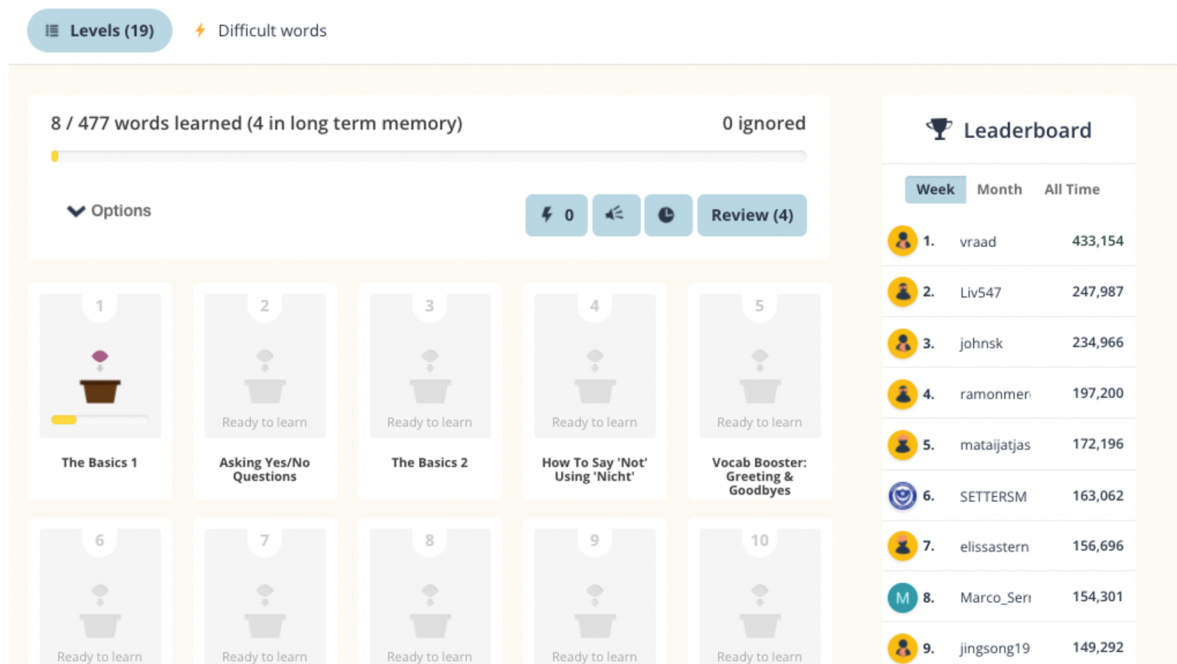 Levels (19)
Difficult words
8 / 477 words learned (4 in long term memory)
0 ignored
Options
0
Review (4)
1
The Basics 1
2
Ready to learn
Asking Yes/No
Questions
3
Ready to learn
The Basics 2
4
Ready to learn
How To Say 'Not'
Using 'Nicht'
5
Ready to learn
Vocab Booster:
Greeting &
Goodbyes
6
Ready to learn
7
Ready to learn
8
Ready to learn
9
Ready to learn
10
Ready to learn
Leaderboard
Week Month All Time
1. vraad 433,154
2. Liv547 247,987
3. johnsk 234,966
4. ramonmer 197,200
5. mataijatjas 172,196
6. SETTERSM 163,062
7. elissastern 156,696
M 8. Marco_Serr 154,301
9. jingsong19 149,292